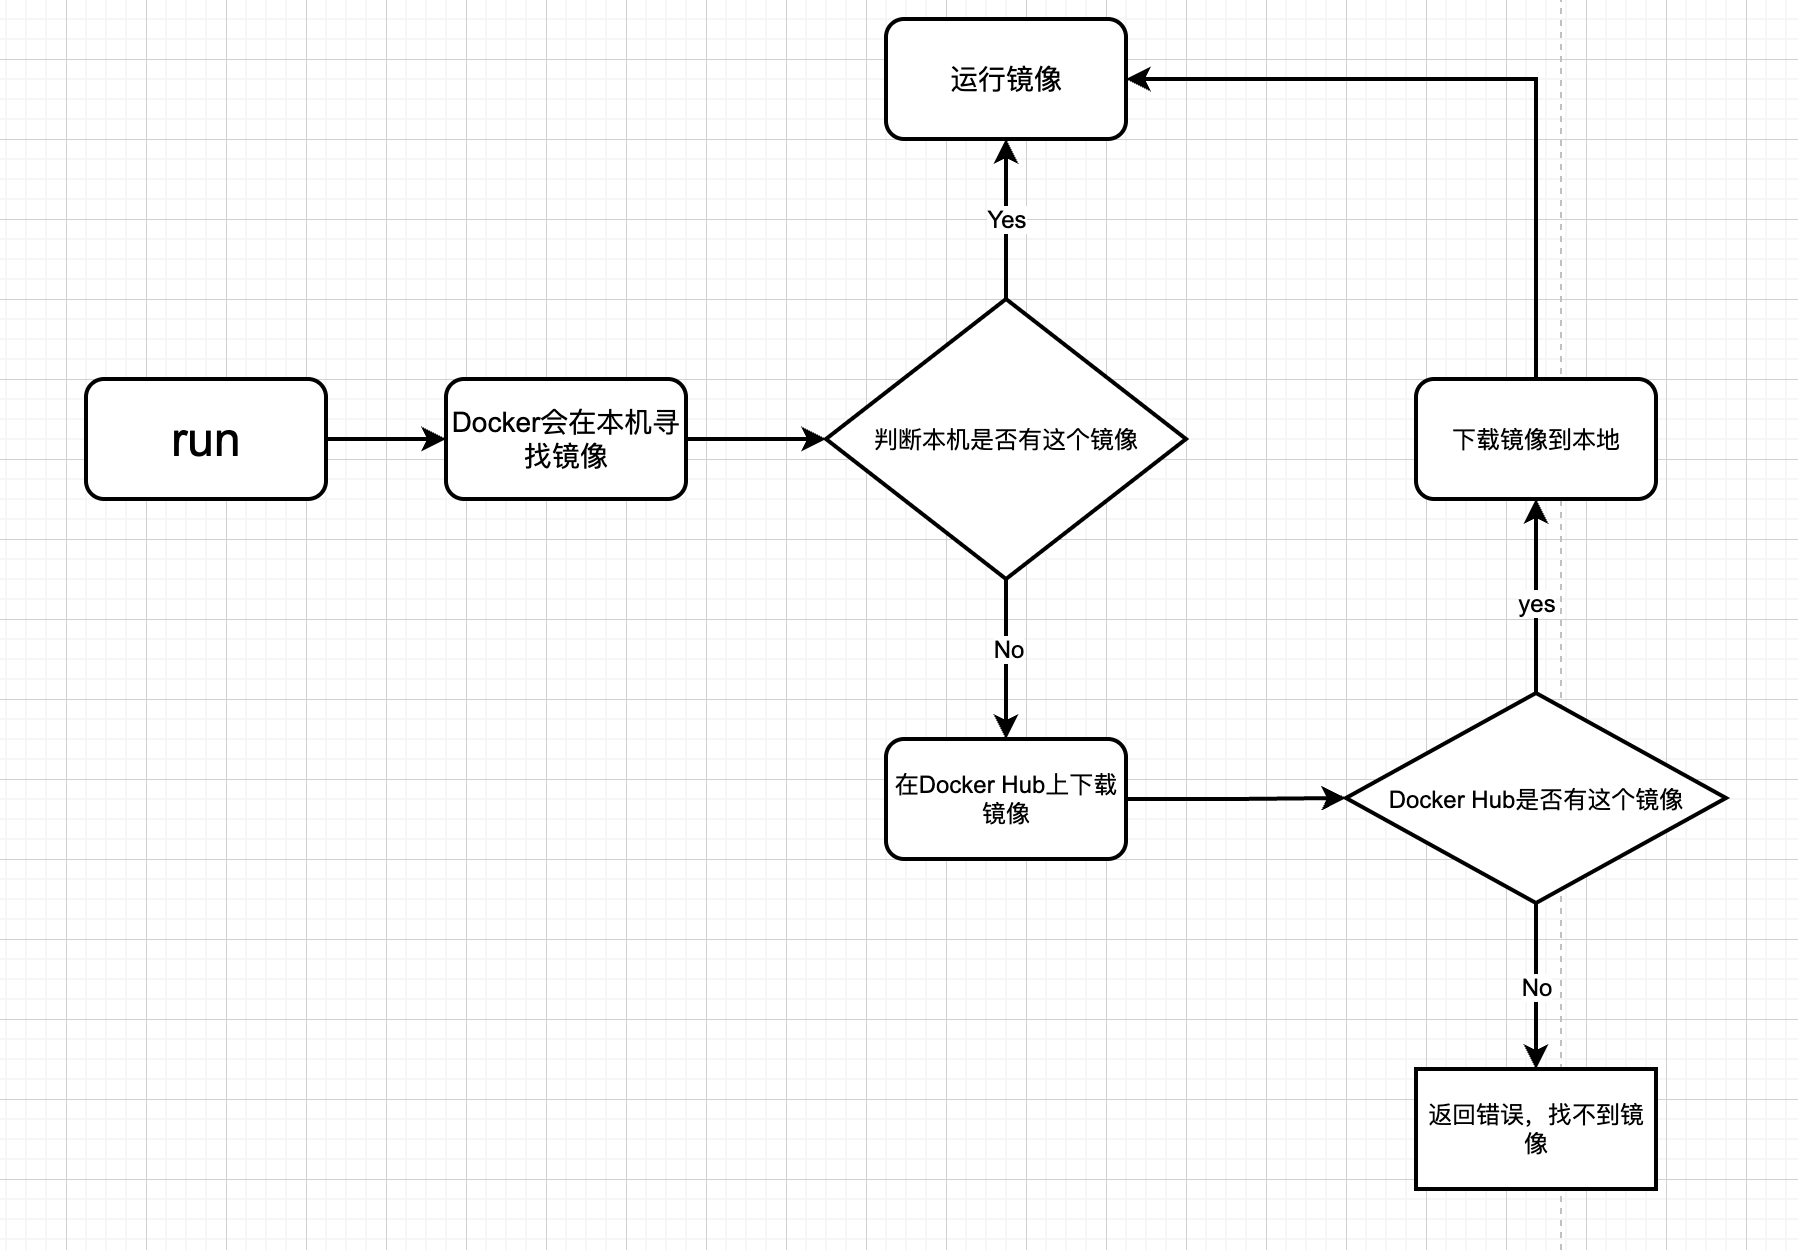 运行镜像
Yes
run
Docker会在本机寻
找镜像
判断本机是否有这个镜像
下载镜像到本地
yes
No
在Docker Hub上下载
镜像
Docker Hub是否有这个镜像
No
返回错误，找不到镜
像